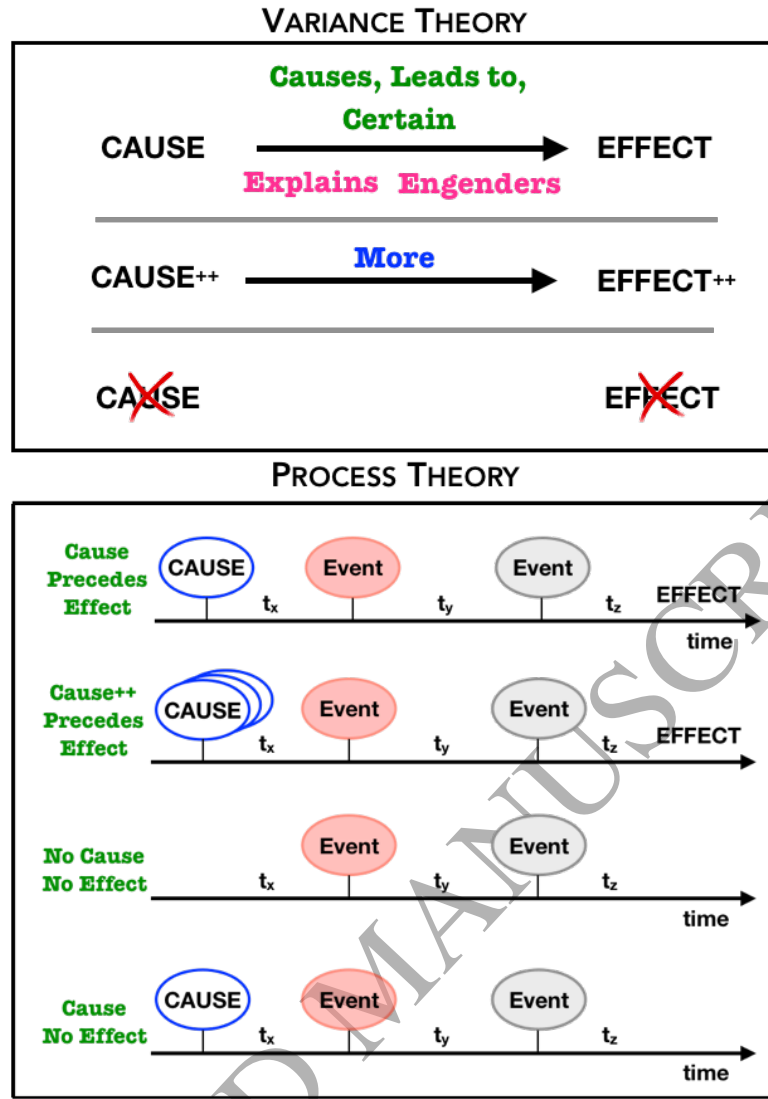 VARIANCE THEORY
Causes, Leads to,
Certain
CAUSE EFFECT
Explains Engenders
More
CAUSE++ EFFECT++
CAUSE EFFECT
PROCESS THEORY
Cause
Precedes
Effect
CAUSE Event Event
tx ty tz EFFECT
time
Cause++
Precedes
Effect
CAUSE Event Event
tx ty tz EFFECT
No Cause
No Effect
Event Event
tx ty tz
time
Cause
No Effect
CAUSE Event Event
tx ty tz
time
D MANUSCR